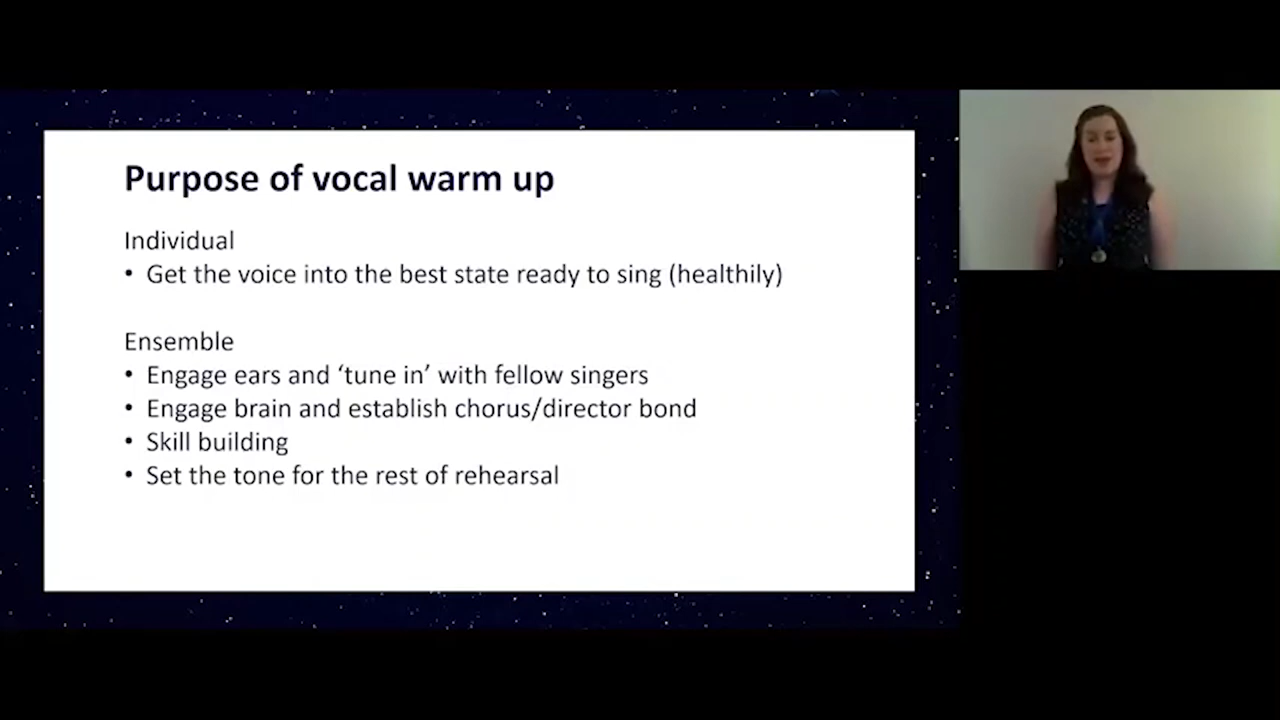 Purpose of vocal warm up
Individual
• Get the voice into the best state ready to sing (healthily)
Ensemble
• Engage ears and ‘tune in’ with fellow singers
• Engage brain and establish chorus/director bond
• Skill building
• Set the tone for the rest of rehearsal